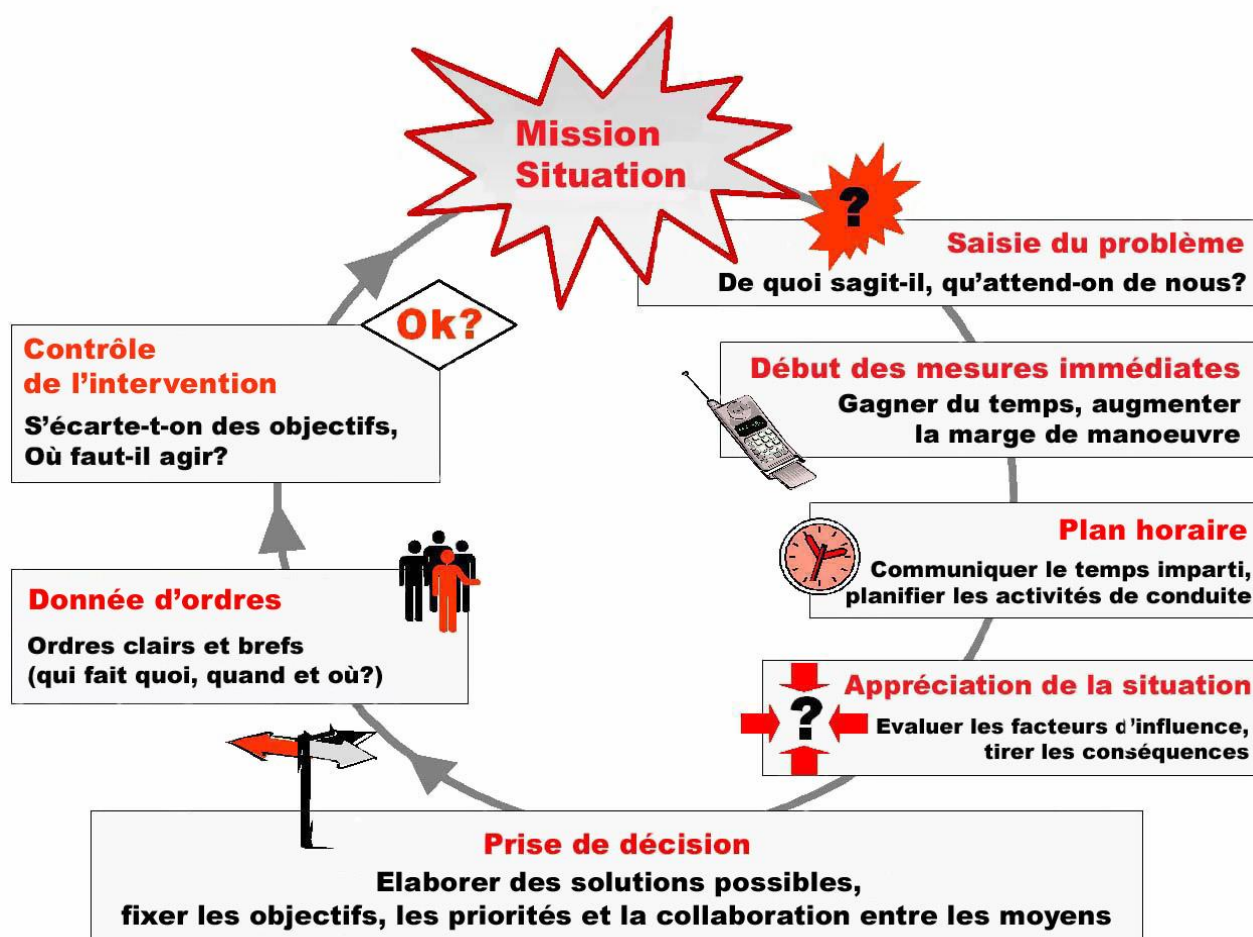 Mission
Situation
?
Saisie du problème
De quoi sagit-il, qu'attend-on de nous?
Début des mesures immédiates
Gagner du temps, augmenter
la marge de manoeuvre
Plan horaire
Communiquer le temps imparti,
planifier les activités de conduite
Appréciation de la situation
?
Evaluer les facteurs d'influence,
tirer les conséquences
Prise de décision
Elaborer des solutions possibles,
fixer les objectifs, les priorités et la collaboration entre les moyens
Donnée d'ordres
Ordres clairs et brefs
(qui fait quoi, quand et où?)
Contrôle
de l'intervention
S'écarte-t-on des objectifs,
Où faut-il agir?
Ok?